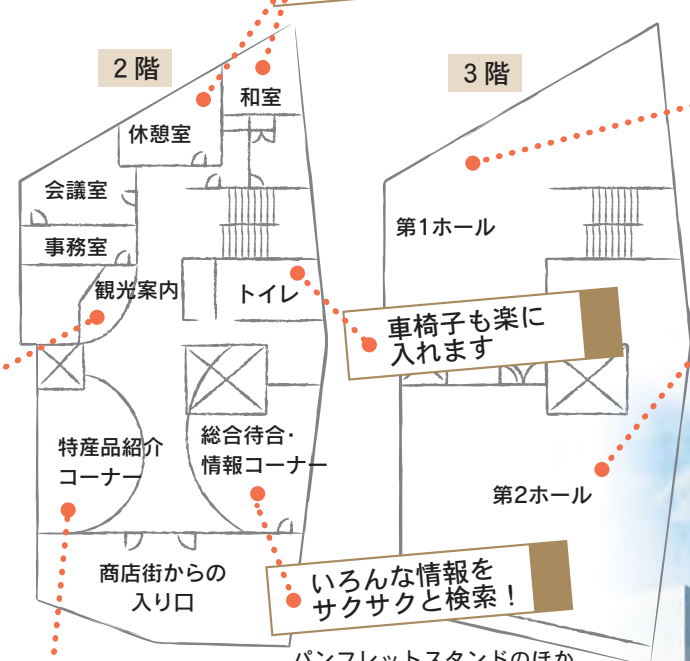 2階
和室
休憩室
会議室
事務室
観光案内
トイレ
特産品紹介
コーナー
総合待合・
情報コーナー
商店街からの
入り口
3階
第1ホール
車椅子も楽に
入れます
第2ホール
いろんな情報を
サクサクと検索！
パンフレットスタンドのほか